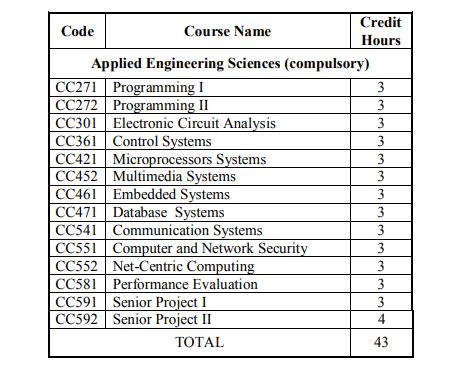 Code Course Name Credit Hours
Applied Engineering Sciences (compulsory)
CC271 Programming I 3
CC272 Programming II 3
CC301 Electronic Circuit Analysis 3
CC361 Control Systems 3
CC421 Microprocessors Systems 3
CC452 Multimedia Systems 3
CC461 Embedded Systems 3
CC471 Database Systems 3
CC541 Communication Systems 3
CC551 Computer and Network Security 3
CC552 Net-Centric Computing 3
CC581 Performance Evaluation 3
CC591 Senior Project I 3
CC592 Senior Project II 4
TOTAL 43